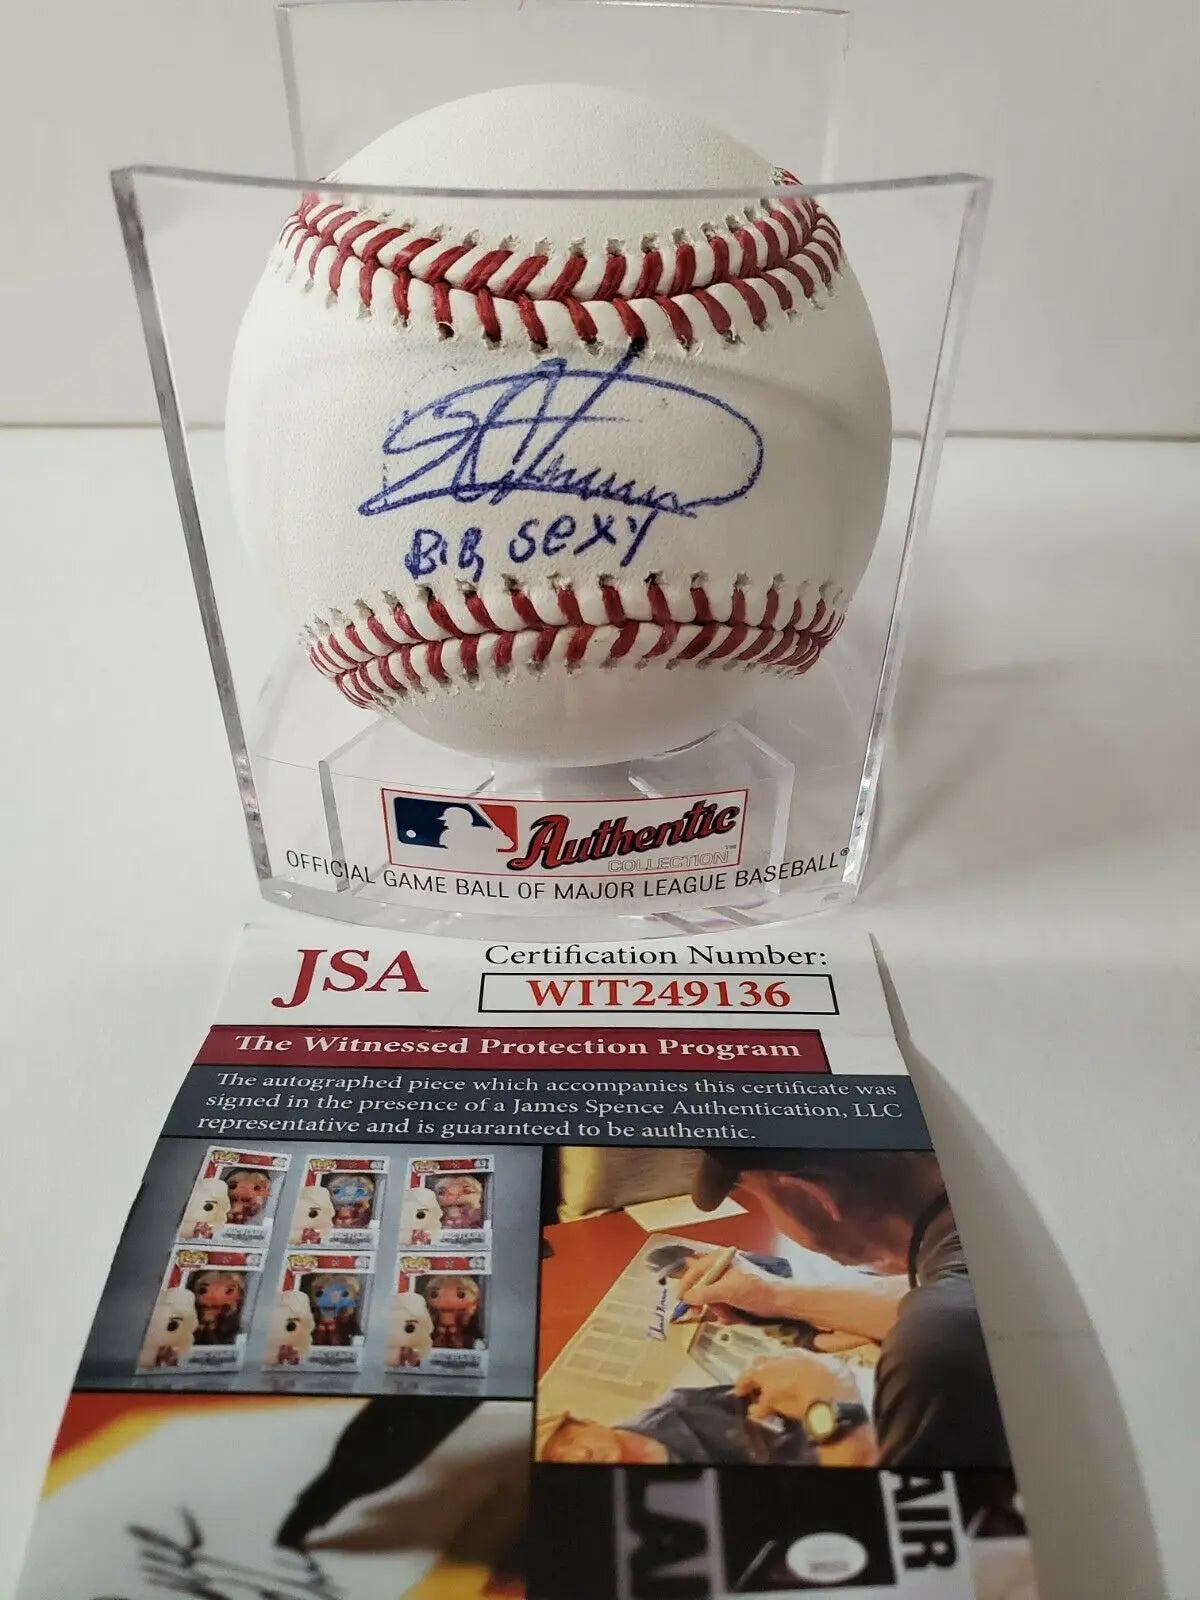 BIG SEXY
Authentic
COLLECTION™
OFFICIAL GAME BALL OF MAJOR LEAGUE BASEBALL®
JSA
Certification Number:
WIT249136
The Witnessed Protection Program
The autographed piece which accompanies this certificate was
signed in the presence of a James Spence Authentication, LLC
representative and is guaranteed to be authentic.
AIR